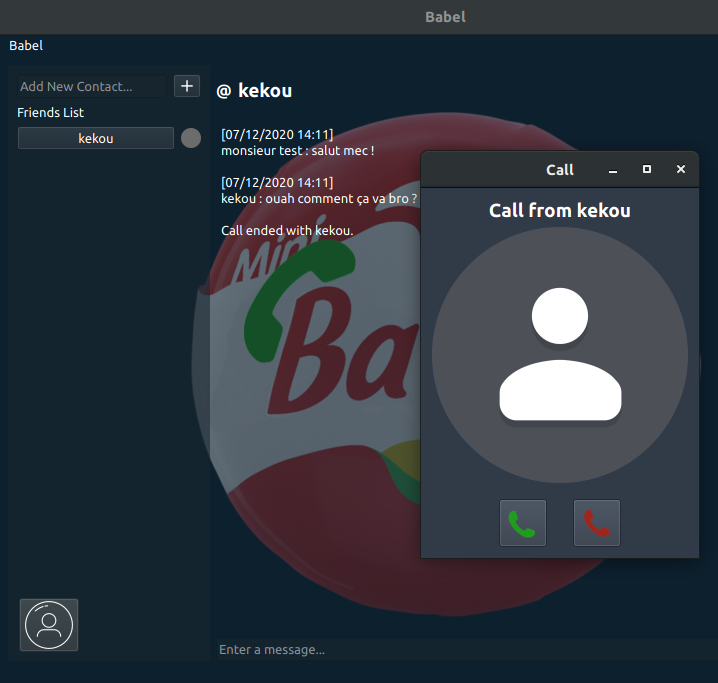 Babel
Babel
Add New Contact...
+
Friends List
kekou
@ kekou
[07/12/2020 14:11]
monsieur test : salut mec !
[07/12/2020 14:11]
kekou : ouah comment ça va bro ?
Call ended with kekou.
Mini
Ba
Call
Call from kekou
Enter a message...